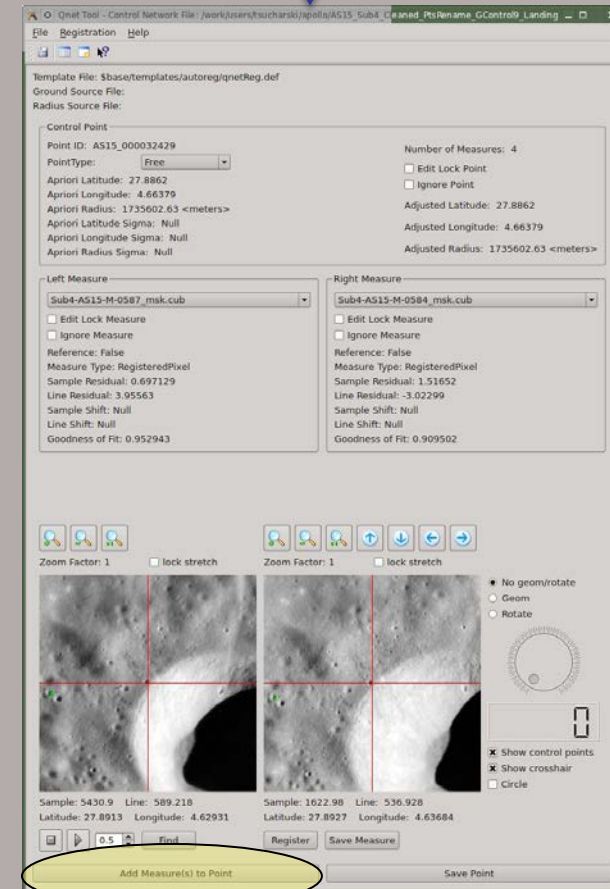 Qnet Tool - Control Network File: /work/users/tsucharski/apollo/AS15_Sub4_Cleaned_PtsRename_GControl9_Landing
File Registration Help
Template File: $base/templates/autoreg/qnetReg.def
Ground Source File:
Radius Source File:
Control Point
Point ID: AS15_000032429
PointType: Free
Apriori Latitude: 27.8862
Apriori Longitude: 4.66379
Apriori Radius: 1735602.63 <meters>
Apriori Latitude Sigma: Null
Apriori Longitude Sigma: Null
Apriori Radius Sigma: Null
Number of Measures: 4
Edit Lock Point
Ignore Point
Adjusted Latitude: 27.8862
Adjusted Longitude: 4.66379
Adjusted Radius: 1735602.63 <meters>
Left Measure
Sub4-AS15-M-0587_msk.cub
Edit Lock Measure
Ignore Measure
Reference: False
Measure Type: RegisteredPixel
Sample Residual: 0.697129
Line Residual: 3.95563
Sample Shift: Null
Line Shift: Null
Goodness of Fit: 0.952943
Right Measure
Sub4-AS15-M-0584_msk.cub
Edit Lock Measure
Ignore Measure
Reference: False
Measure Type: RegisteredPixel
Sample Residual: 1.51652
Line Residual: -3.02299
Sample Shift: Null
Line Shift: Null
Goodness of Fit: 0.909502
Zoom Factor: 1 lock stretch
Zoom Factor: 1 lock stretch
No geom/rotate
Geom
Rotate
0
Show control points
Show crosshair
Circle
Sample: 5430.9 Line: 589.218
Latitude: 27.8913 Longitude: 4.62931
Sample: 1622.98 Line: 536.928
Latitude: 27.8927 Longitude: 4.63684
0.5 Find
Register Save Measure
Add Measure(s) to Point
Save Point